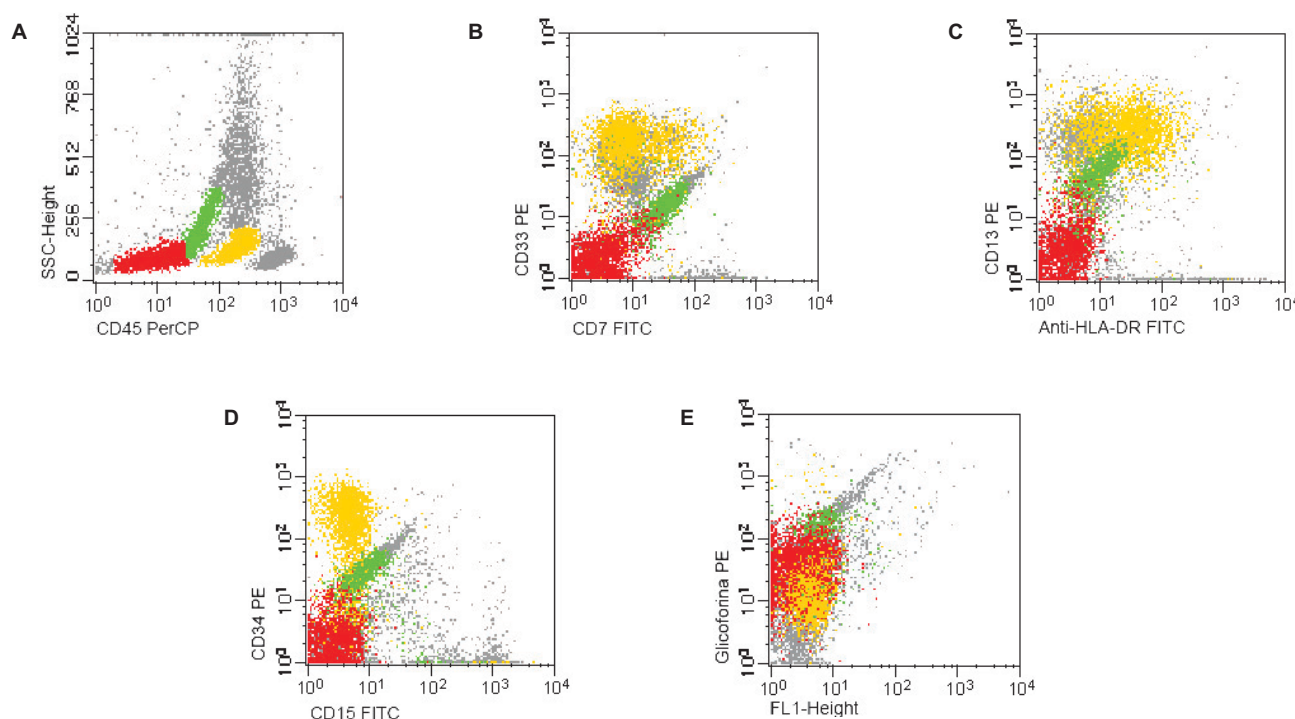 A
SSC-Height
0 256 512 768 1024
10⁰ 10¹ 10² 10³ 10⁴
CD45 PerCP
B
CD33 PE
10⁰ 10¹ 10² 10³ 10⁴
10⁰ 10¹ 10² 10³ 10⁴
CD7 FITC
C
CD13 PE
10⁰ 10¹ 10² 10³ 10⁴
10⁰ 10¹ 10² 10³ 10⁴
Anti-HLA-DR FITC
D
CD34 PE
10⁰ 10¹ 10² 10³ 10⁴
10⁰ 10¹ 10² 10³ 10⁴
CD15 FITC
E
Glicoforina PE
10⁰ 10¹ 10² 10³ 10⁴
10⁰ 10¹ 10² 10³ 10⁴
FL1-Height